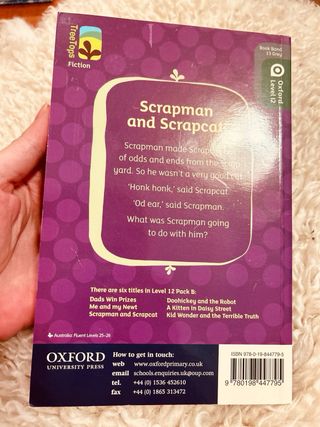 TreeTops
Fiction
Book Band
13 Grey
Oxford
Level 12
Scrapman
and Scrapcat
Scrapman made
of odds and ends from the
yard. So he wasn't a very good cat.
'Honk honk,' said Scrapcat.
'Od ear,' said Scrapman.
What was Scrapman going
to do with him?
There are six titles in Level 12 Pack B:
Dads Win Prizes
Me and my Newt
Scrapman and Scrapcat
Doohickey and the Robot
A Kitten in Daisy Street
Kid Wonder and the Terrible Truth
Australia: Fluent Levels 25–26
OXFORD
UNIVERSITY PRESS
How to get in touch:
web www.oxfordprimary.co.uk
email schools.enquiries.uk@oup.com
tel. +44 (0) 1536 452610
fax +44 (0) 1865 313472
ISBN 978-0-19-844779-5
9 780198 447795